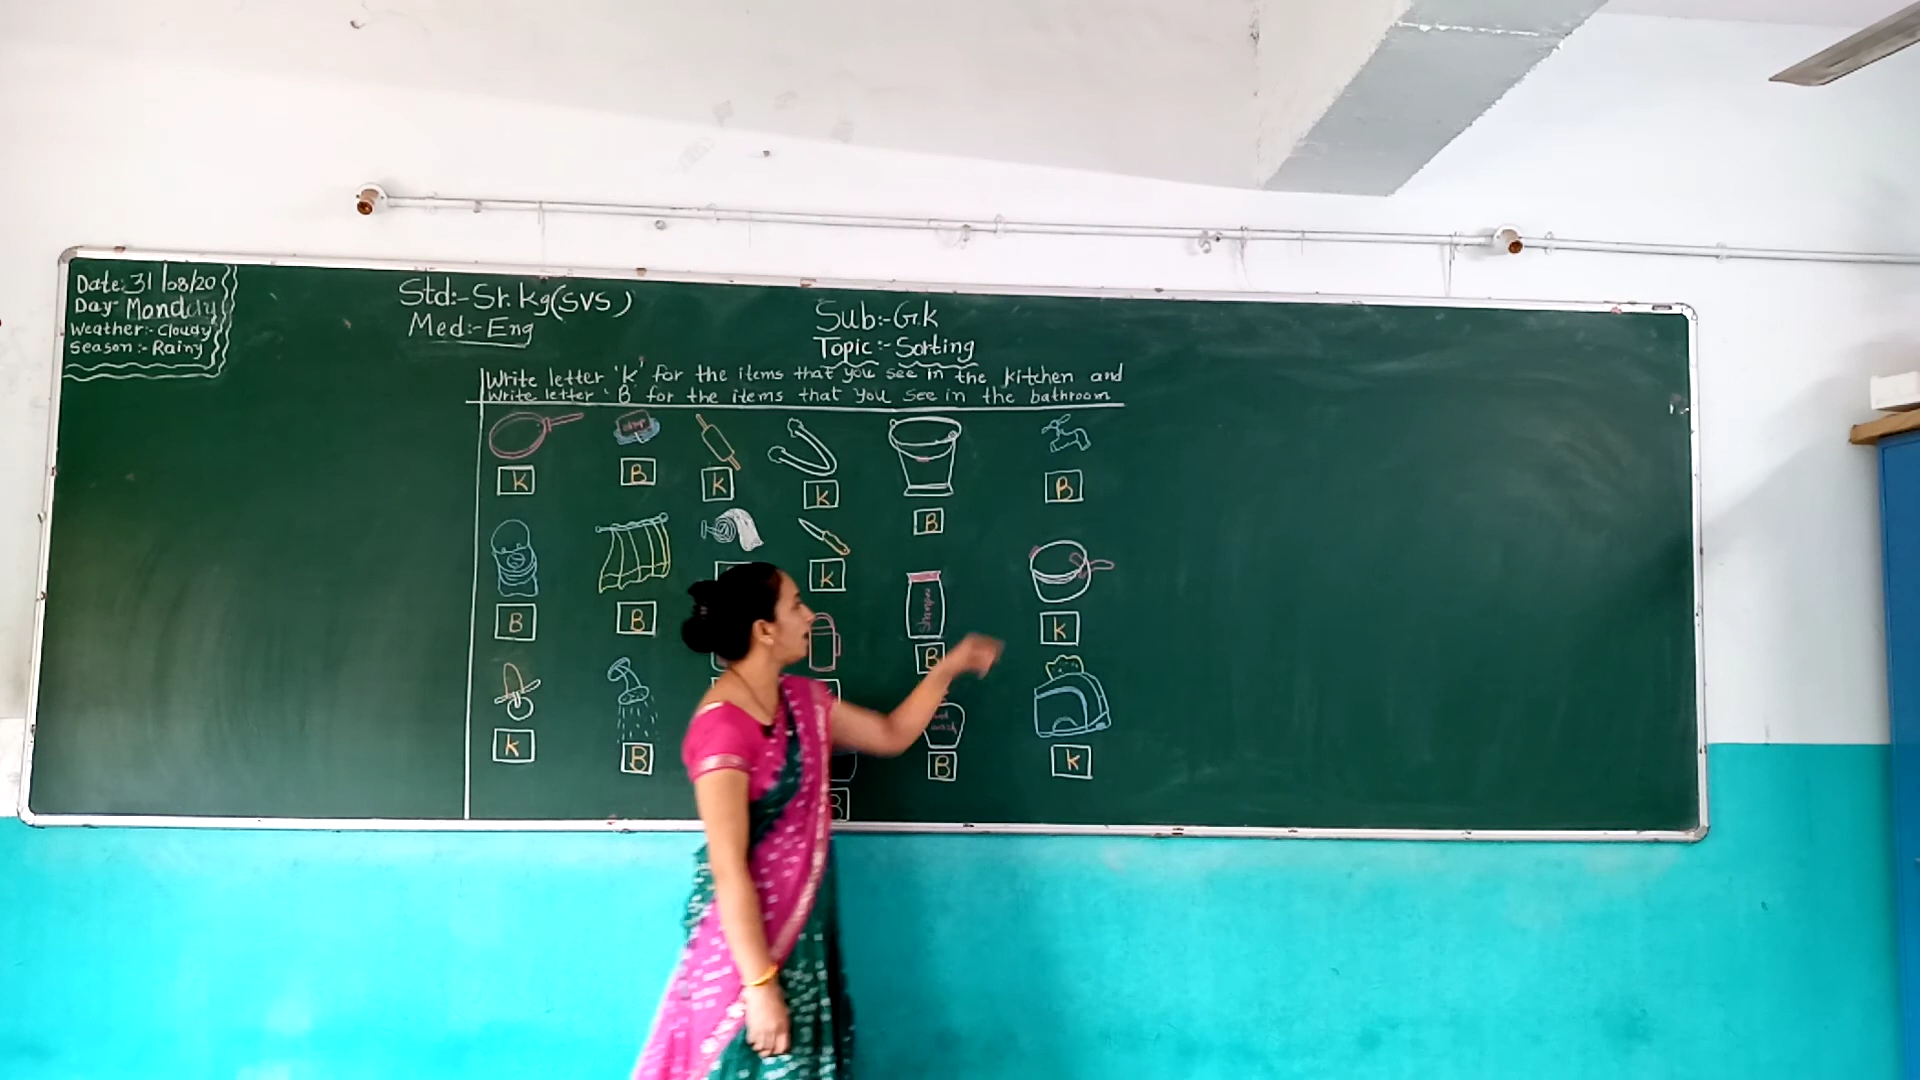 Date:- 31/08/20
Day- Monday
Weather:- Cloudy
Season:- Rainy
Std:- Sr. Kg (SVS)
Med:- Eng
Sub:- G.K
Topic:- Sorting
Write letter 'K' for the items that you see in the kitchen and
Write letter 'B' for the items that you see in the bathroom
K B K K B B
B B K K
Shampoo
B
wash
K B B K
B